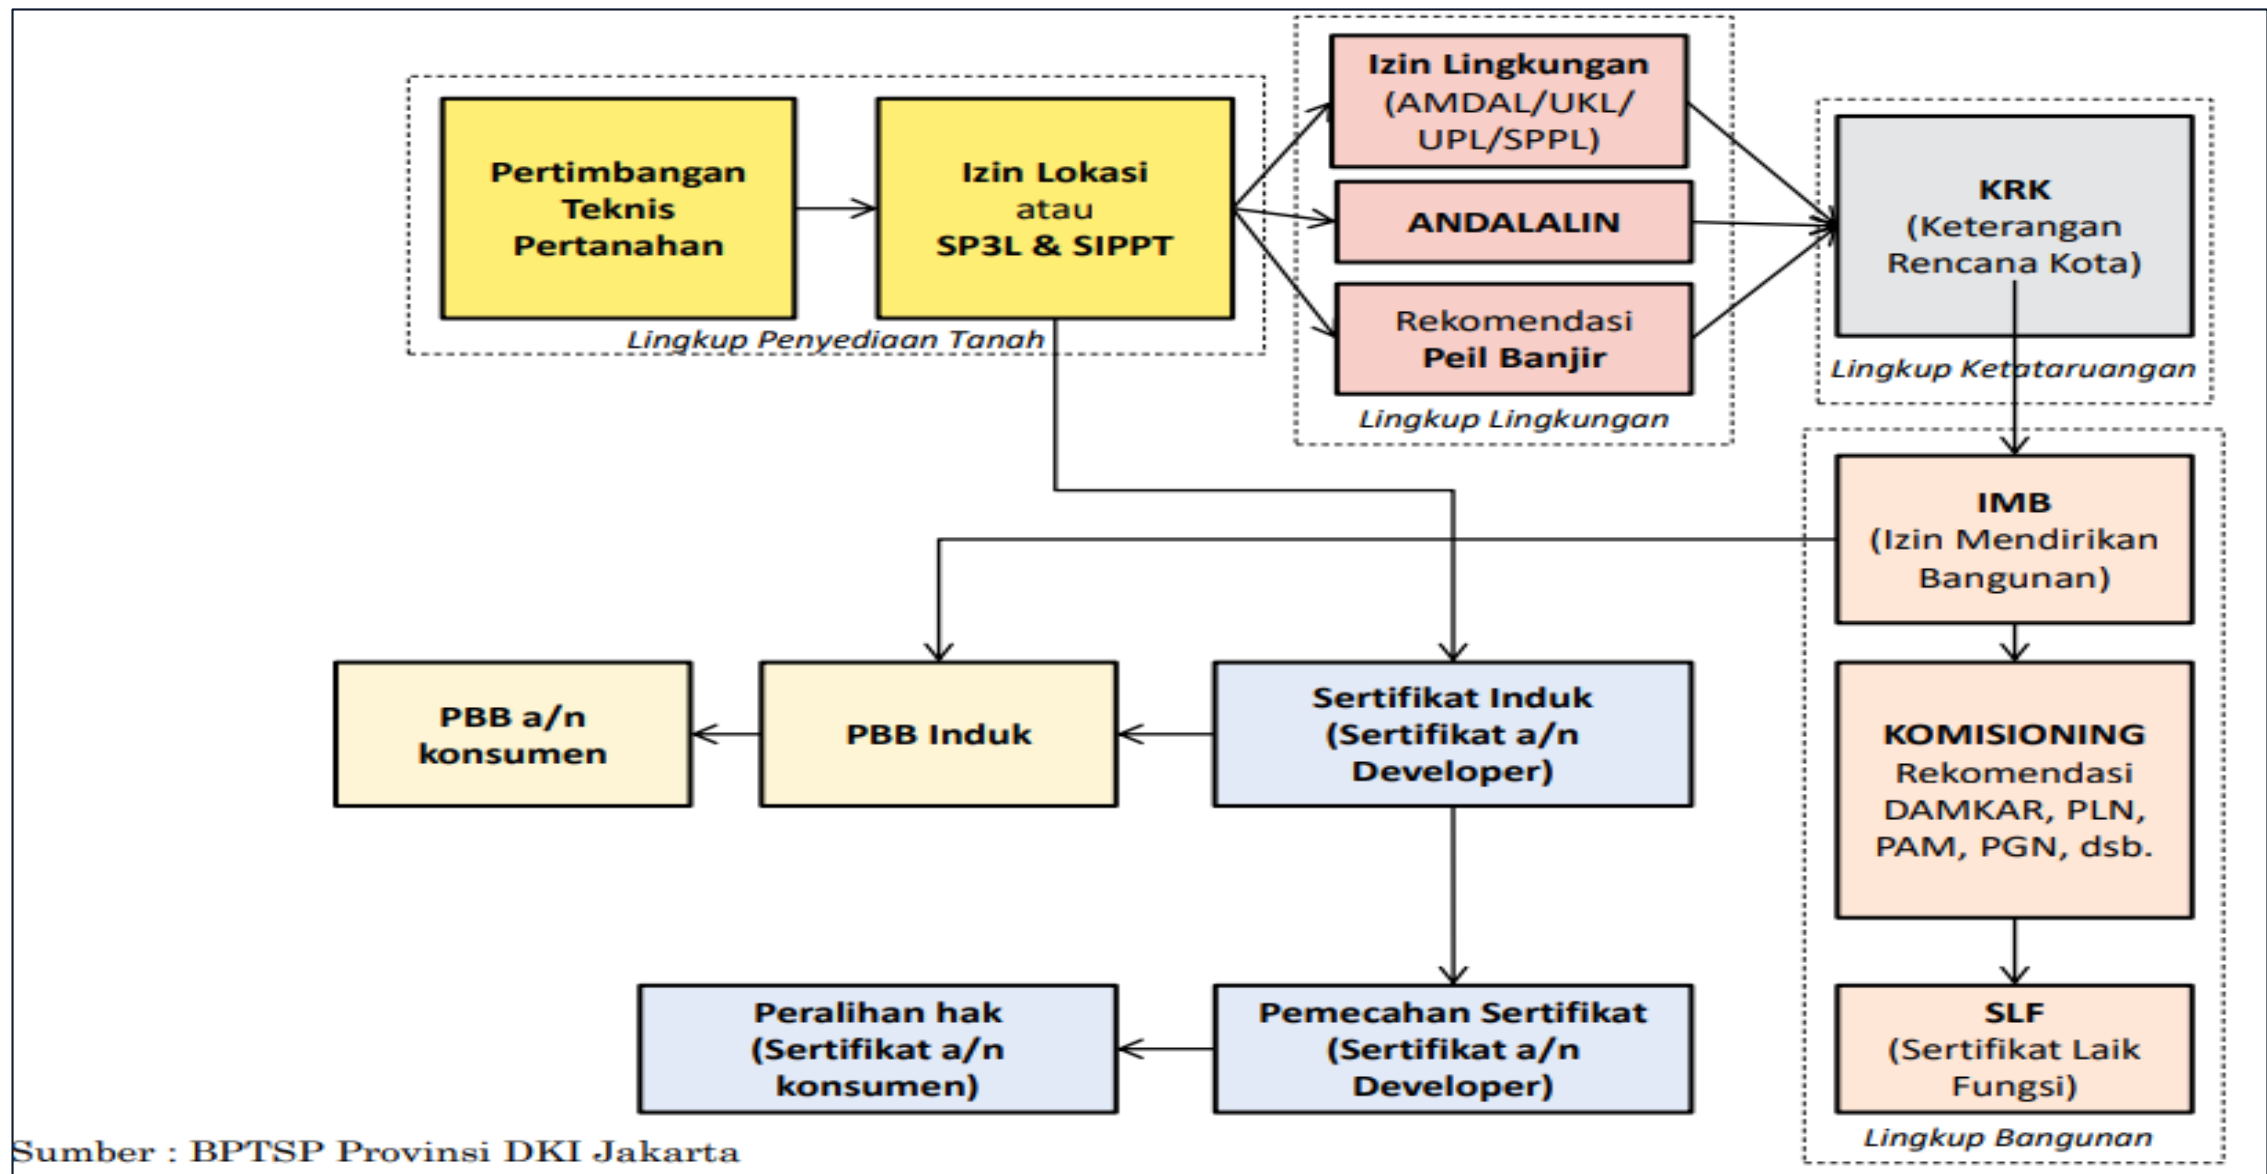 Pertimbangan
Teknis
Pertanahan
Izin Lokasi
atau
SP3L & SIPPT
Lingkup Penyediaan Tanah
Izin Lingkungan
(AMDAL/UKL/
UPL/SPPL)
ANDALALIN
Rekomendasi
Peil Banjir
Lingkup Lingkungan
KRK
(Keterangan
Rencana Kota)
Lingkup Ketataruangan
IMB
(Izin Mendirikan
Bangunan)
PBB a/n
konsumen
PBB Induk
Sertifikat Induk
(Sertifikat a/n
Developer)
KOMISIONING
Rekomendasi
DAMKAR, PLN,
PAM, PGN, dsb.
Peralihan hak
(Sertifikat a/n
konsumen)
Pemecahan Sertifikat
(Sertifikat a/n
Developer)
SLF
(Sertifikat Laik
Fungsi)
Lingkup Bangunan
Sumber : BPTSP Provinsi DKI Jakarta